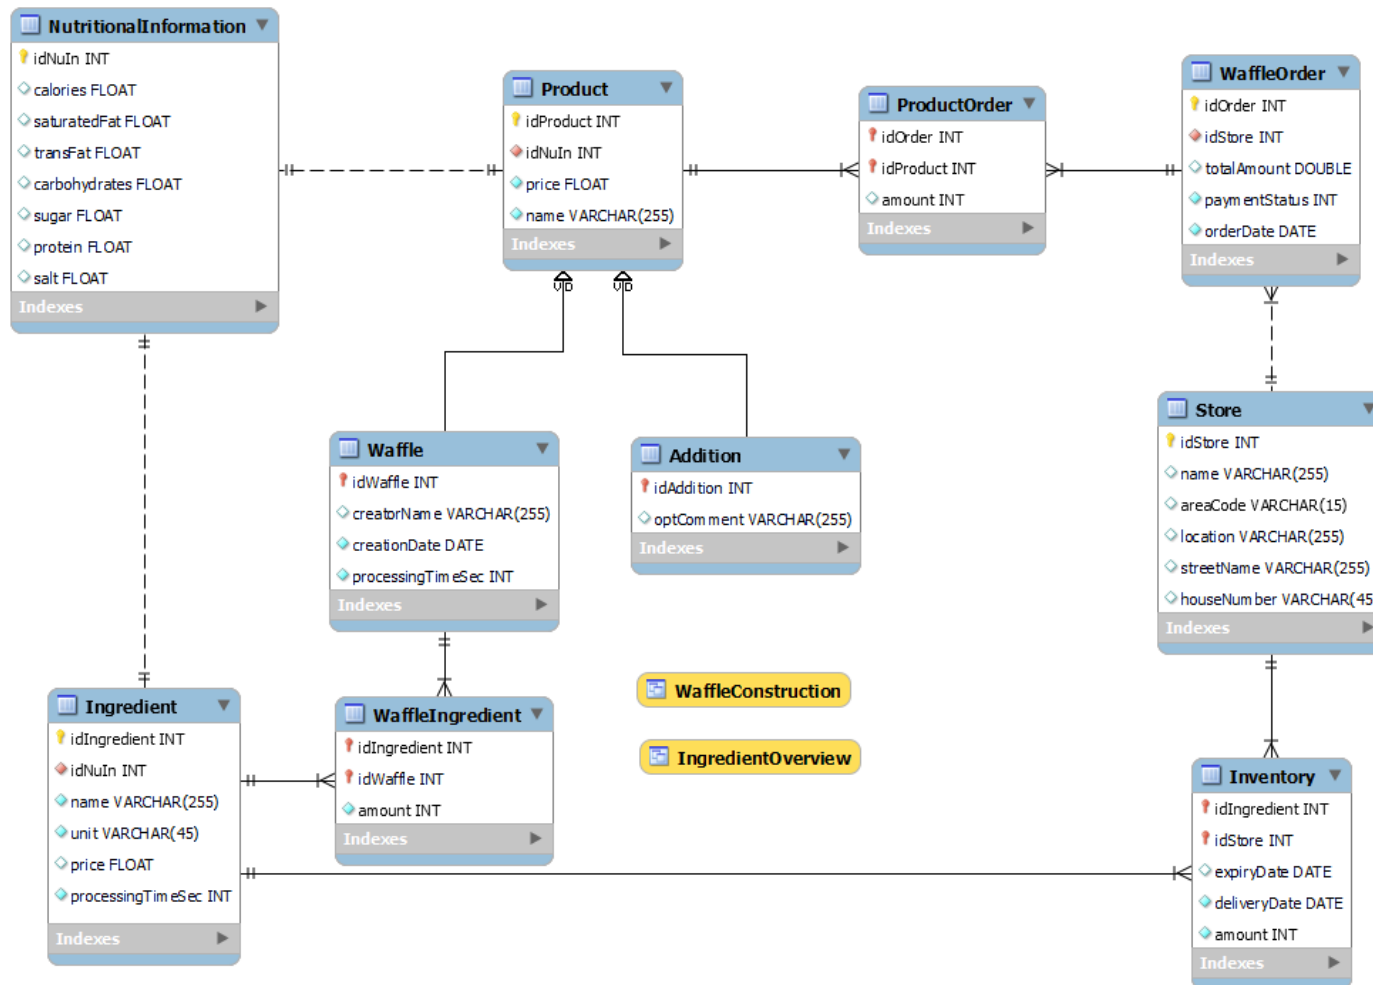 NutritionalInformation
idNuIn INT
calories FLOAT
saturatedFat FLOAT
transFat FLOAT
carbohydrates FLOAT
sugar FLOAT
protein FLOAT
salt FLOAT
Indexes
Product
idProduct INT
idNuIn INT
price FLOAT
name VARCHAR(255)
Indexes
ProductOrder
idOrder INT
idProduct INT
amount INT
Indexes
WaffleOrder
idOrder INT
idStore INT
totalAmount DOUBLE
paymentStatus INT
orderDate DATE
Indexes
Store
idStore INT
name VARCHAR(255)
areaCode VARCHAR(15)
location VARCHAR(255)
streetName VARCHAR(255)
houseNumber VARCHAR(45
Indexes
Waffle
idWaffle INT
creatorName VARCHAR(255)
creationDate DATE
processingTimeSec INT
Indexes
Addition
idAddition INT
optComment VARCHAR(255)
Indexes
Ingredient
idIngredient INT
idNuIn INT
name VARCHAR(255)
unit VARCHAR(45)
price FLOAT
processingTimeSec INT
Indexes
WaffleIngredient
idIngredient INT
idWaffle INT
amount INT
Indexes
WaffleConstruction
IngredientOverview
Inventory
idIngredient INT
idStore INT
expiryDate DATE
deliveryDate DATE
amount INT
Indexes